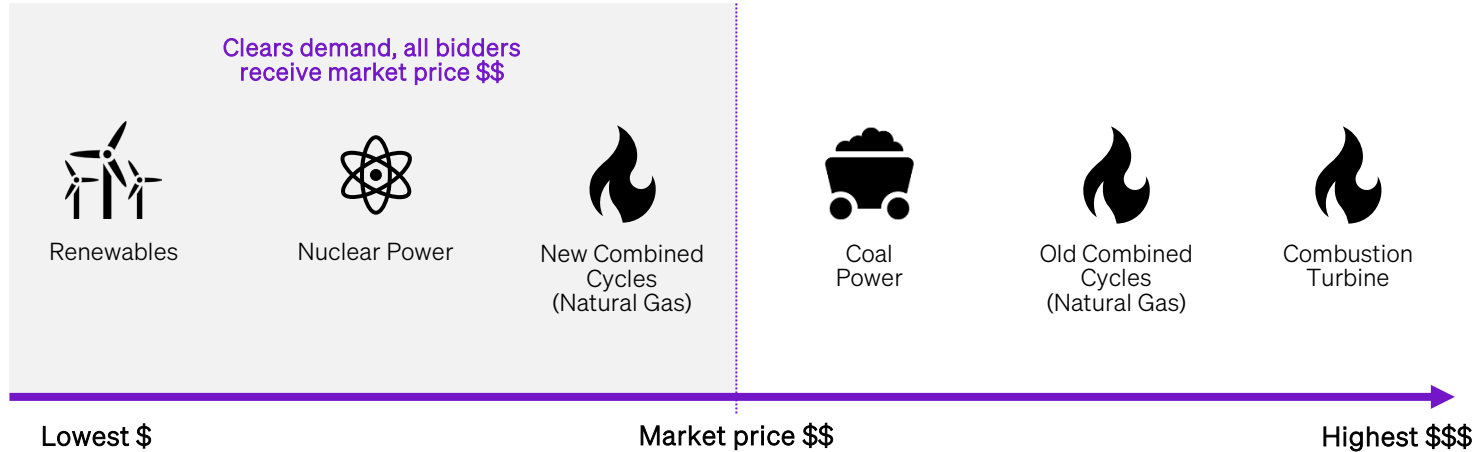 Clears demand, all bidders
receive market price $$
Renewables
Nuclear Power
New Combined
Cycles
(Natural Gas)
Coal
Power
Old Combined
Cycles
(Natural Gas)
Combustion
Turbine
Lowest $
Market price $$
Highest $$$